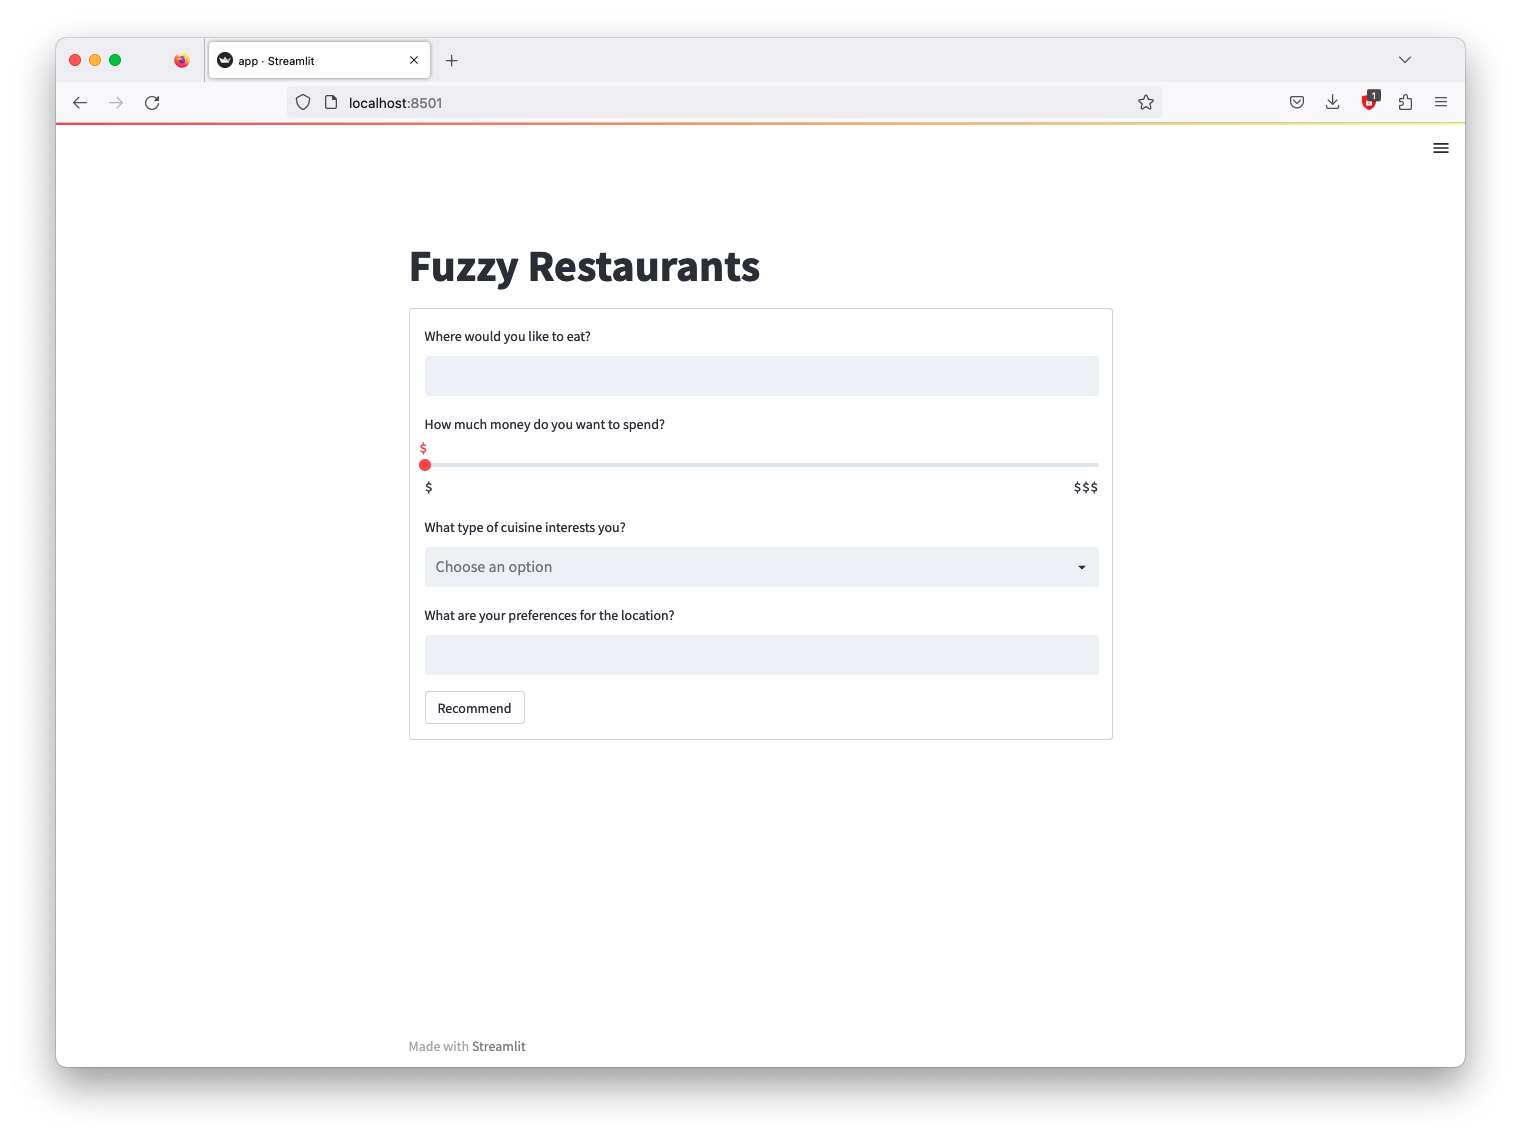 app · Streamlit
localhost:8501
1
Fuzzy Restaurants
Where would you like to eat?
How much money do you want to spend?
$
$ $$$
What type of cuisine interests you?
Choose an option
What are your preferences for the location?
Recommend
Made with Streamlit